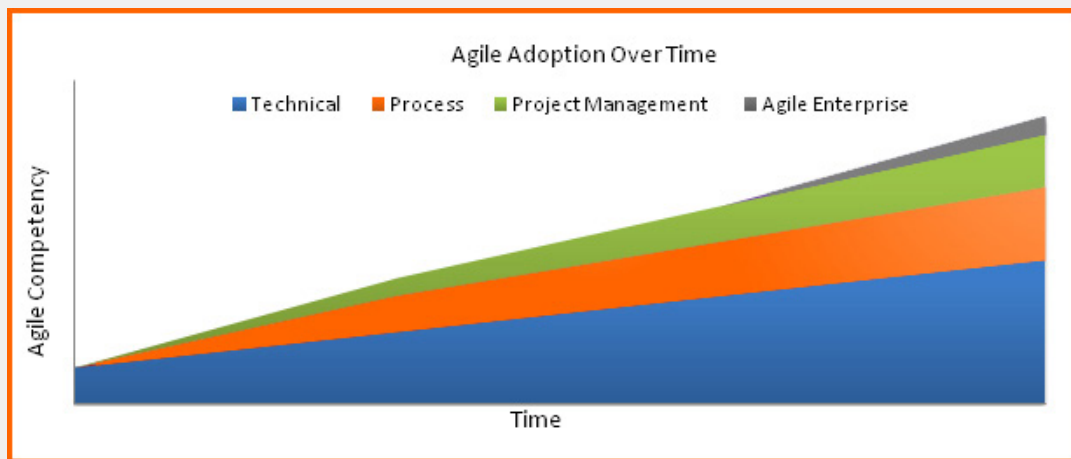 Agile Adoption Over Time
Technical Process Project Management Agile Enterprise
Agile Competency
Time